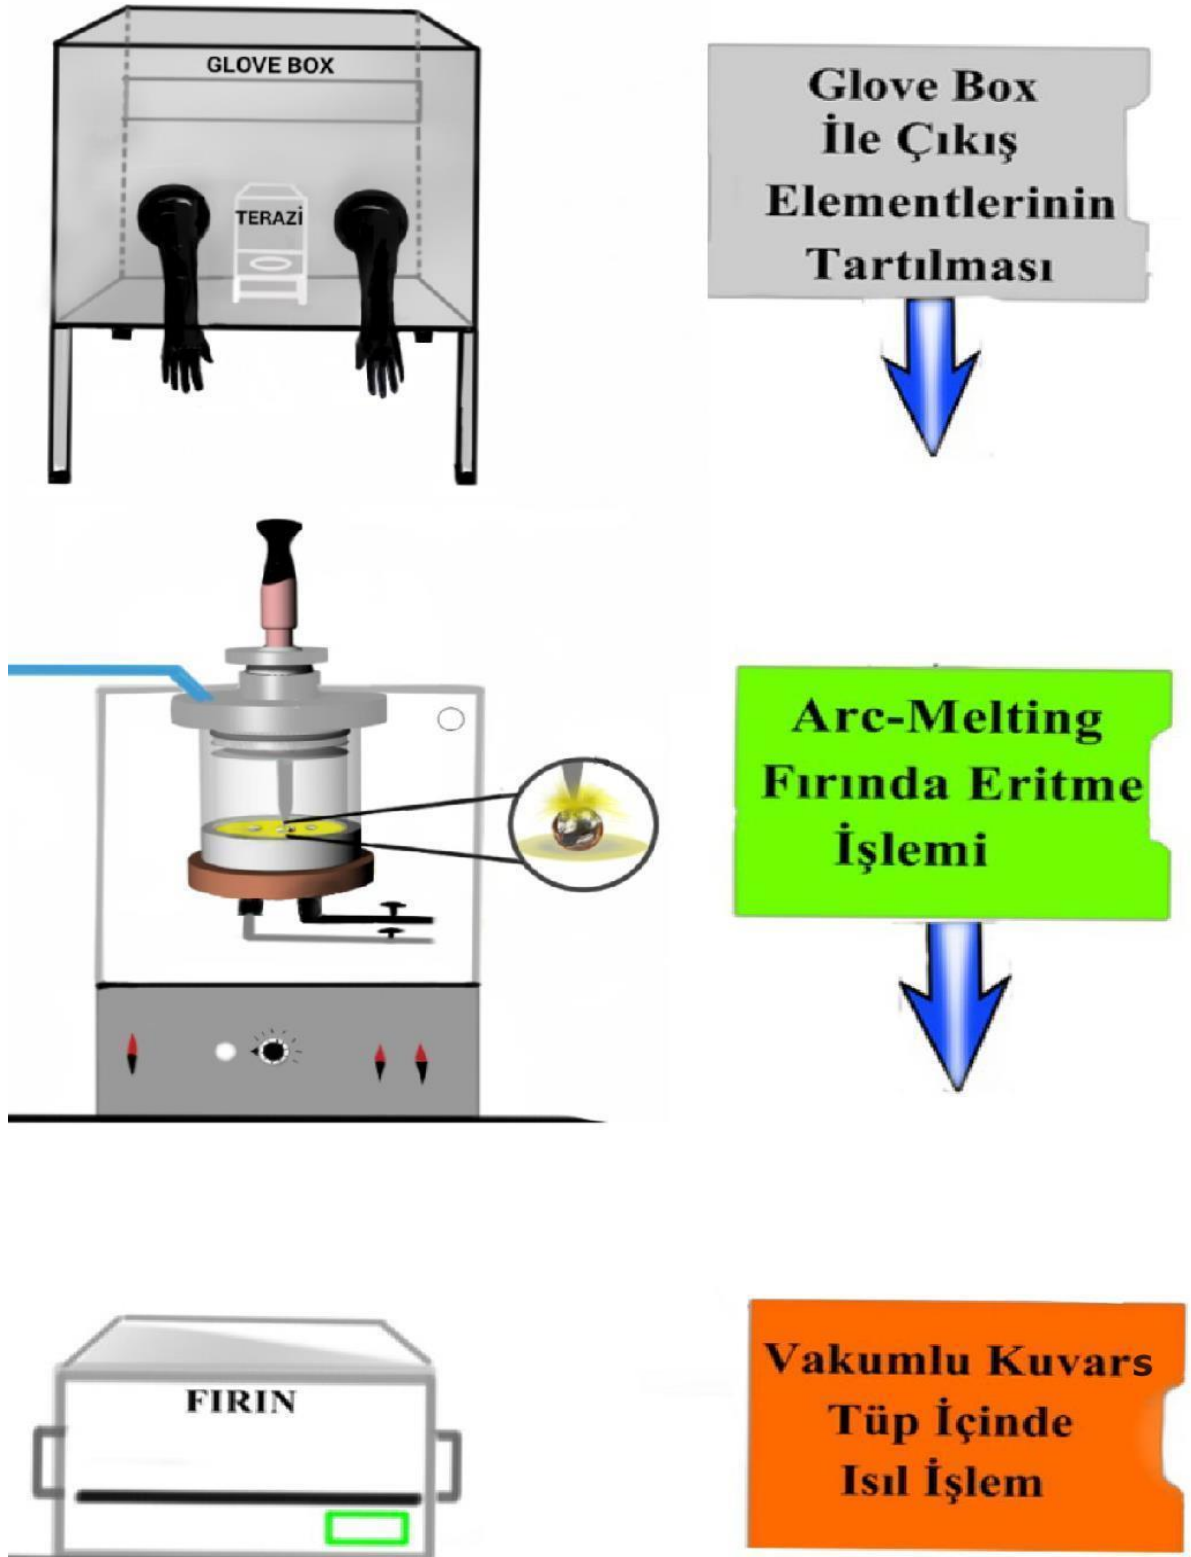 GLOVE BOX
TERAZİ
Glove Box
İle Çıkış
Elementlerinin
Tartılması
Arc-Melting
Fırında Eritme
İşlemi
FIRIN
Vakumlu Kuvars
Tüp İçinde
Isıl İşlem